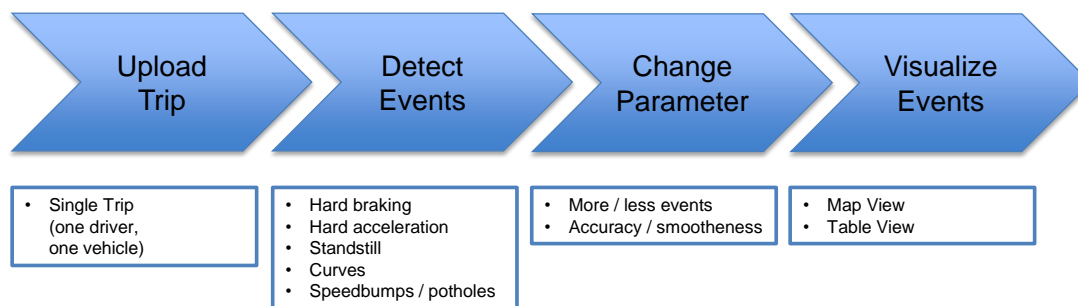 Upload
Trip
Detect
Events
Change
Parameter
Visualize
Events
• Single Trip
(one driver,
one vehicle)
• Hard braking
• Hard acceleration
• Standstill
• Curves
• Speedbumps / potholes
• More / less events
• Accuracy / smootheness
• Map View
• Table View